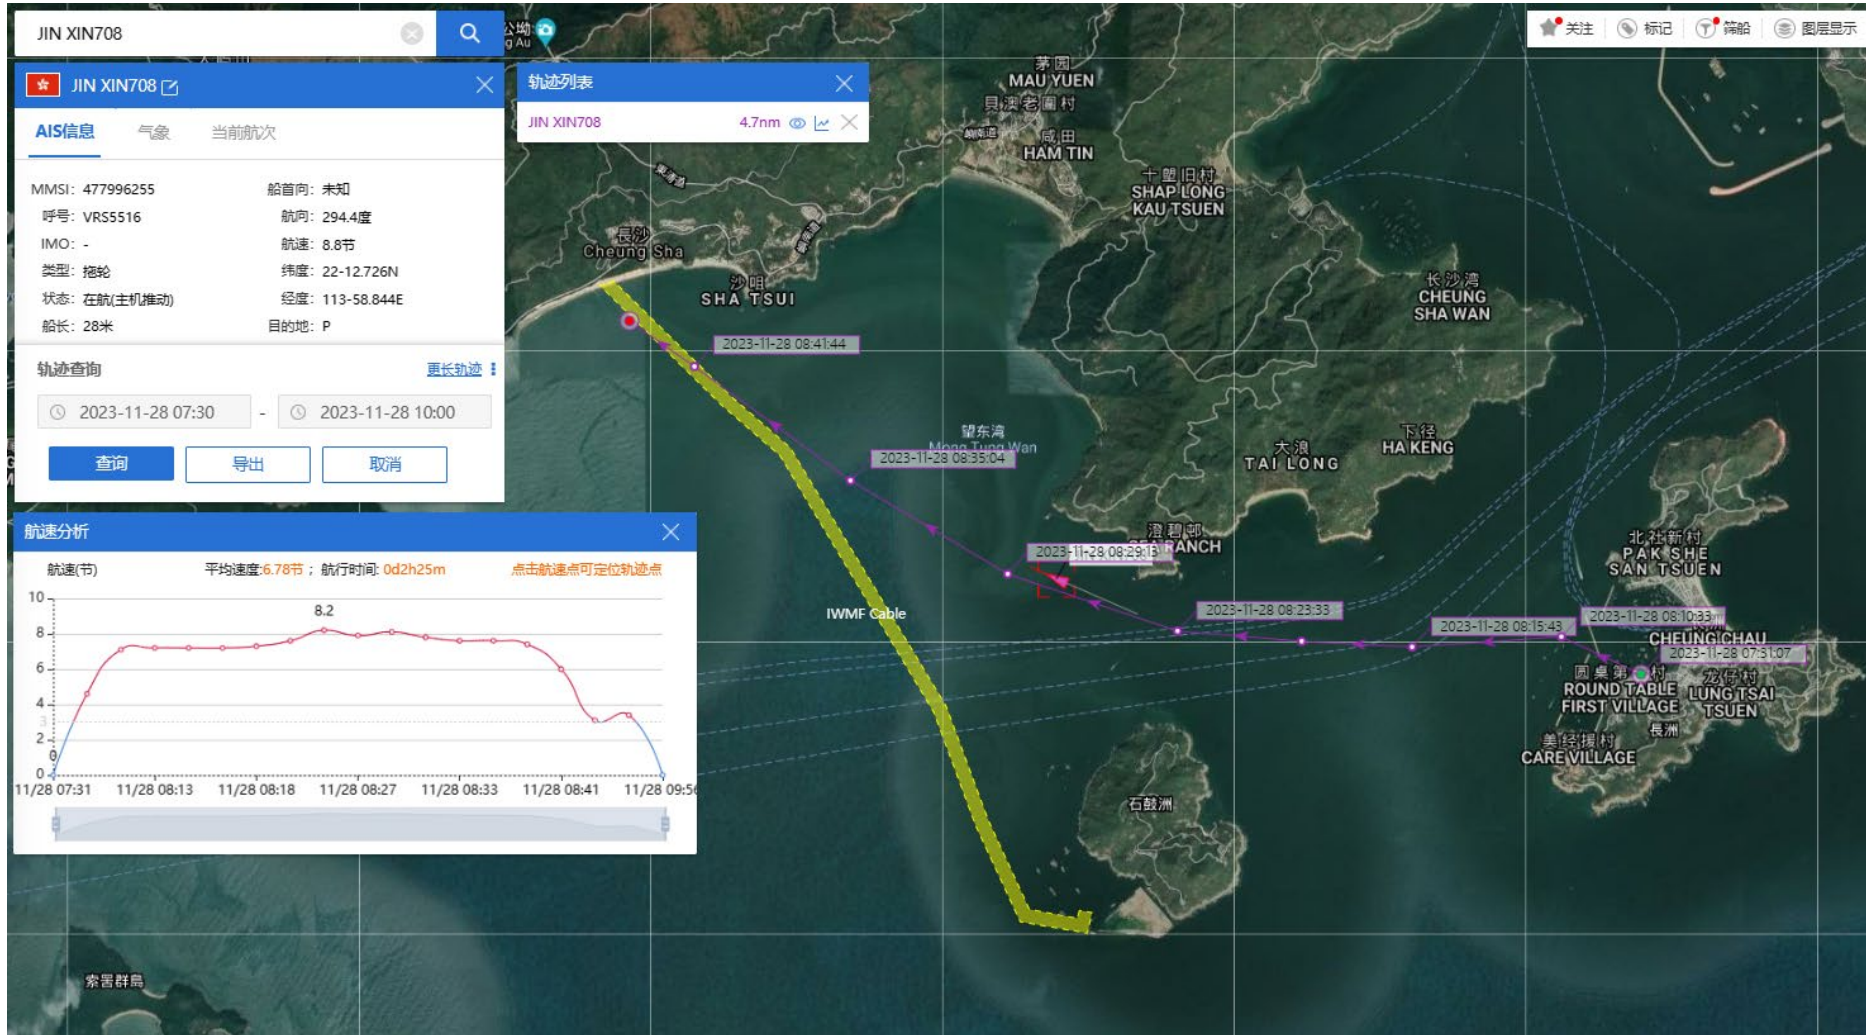 JIN XIN708
关注
标记
筛船
图层显示
JIN XIN708
AIS信息
气象
当前航次
MMSI: 477996255
船首向: 未知
呼号: VRS5516
航向: 294.4度
IMO: -
航速: 8.8节
类型: 拖轮
纬度: 22-12.726N
状态: 在航(主机推动)
经度: 113-58.844E
船长: 28米
目的地: P
轨迹查询
更长轨迹
2023-11-28 07:30
-
2023-11-28 10:00
查询
导出
取消
轨迹列表
JIN XIN708
4.7nm
航速分析
航速(节)
平均速度:6.78节 ; 航行时间: 0d2h25m
点击航速点可定位轨迹点
10
8
6
4
3
2
0
0
8.2
11/28 07:31
11/28 08:13
11/28 08:18
11/28 08:27
11/28 08:33
11/28 08:41
11/28 09:56
茅园
MAU YUEN
貝澳老圍村
咸田
HAM TIN
十塱旧村
SHAP LONG
KAU TSUEN
長沙
Cheung Sha
沙咀
SHA TSUI
长沙湾
CHEUNG
SHA WAN
2023-11-28 08:41:44
望东湾
Mong Tung Wan
2023-11-28 08:35:04
大浪
TAI LONG
下径
HA KENG
澄碧邨
RANCH
2023-11-28 08:29:13
北社新村
PAK SHE
SAN TSUEN
IWMF Cable
2023-11-28 08:23:33
2023-11-28 08:15:43
2023-11-28 08:10:33
CHEUNG CHAU
2023-11-28 07:31:07
ROUND TABLE
FIRST VILLAGE
龙仔村
LUNG TSAI
TSUEN
長洲
美经援村
CARE VILLAGE
石鼓洲
索罟群島